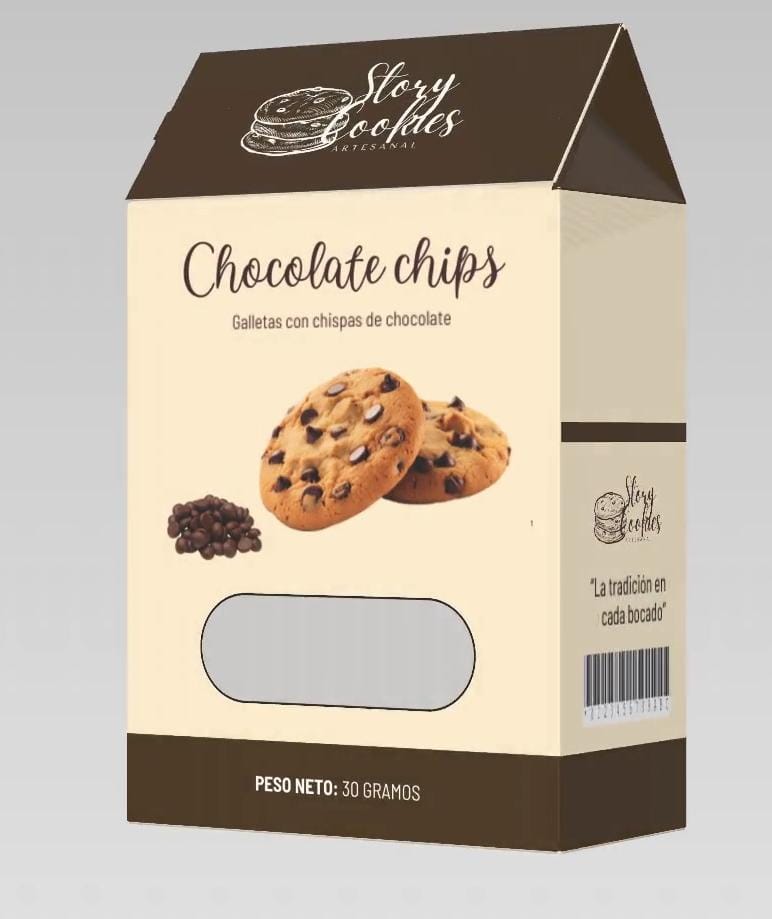 Story
Cookies
ARTESANAL
Chocolate chips
Galletas con chispas de chocolate
PESO NETO: 30 GRAMOS
Story
Cookies
ARTESANAL
"La tradición en
cada bocado"